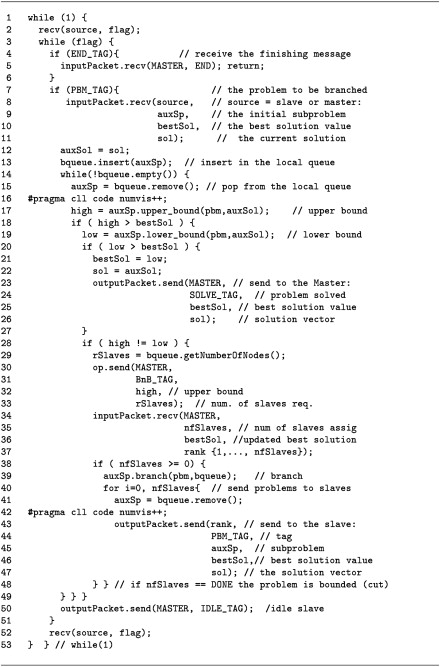 1 while (1) {
2 recv(source, flag);
3 while (flag) {
4 if (END_TAG){ // receive the finishing message
5 inputPacket.recv(MASTER, END); return;
6 }
7 if (PBM_TAG){ // the problem to be branched
8 inputPacket.recv(source, // source = slave or master:
9 auxSp, // the initial subproblem
10 bestSol, // the best solution value
11 sol); // the current solution
12 auxSol = sol;
13 bqueue.insert(auxSp); // insert in the local queue
14 while(!bqueue.empty()) {
15 auxSp = bqueue.remove(); // pop from the local queue
16 #pragma cll code numvis++;
17 high = auxSp.upper_bound(pbm,auxSol); // upper bound
18 if ( high > bestSol ) {
19 low = auxSp.lower_bound(pbm,auxSol); // lower bound
20 if ( low > bestSol ) {
21 bestSol = low;
22 sol = auxSol;
23 outputPacket.send(MASTER, // send to the Master:
24 SOLVE_TAG, // problem solved
25 bestSol, // best solution value
26 sol); // solution vector
27 }
28 if ( high != low ) {
29 rSlaves = bqueue.getNumberOfNodes();
30 op.send(MASTER,
31 BnB_TAG,
32 high, // upper bound
33 rSlaves); // num. of slaves req.
34 inputPacket.recv(MASTER,
35 nfSlaves, // num of slaves assig
36 bestSol, //updated best solution
37 rank {1,..., nfSlaves});
38 if ( nfSlaves >= 0) {
39 auxSp.branch(pbm,bqueue); // branch
40 for i=0, nfSlaves{ // send problems to slaves
41 auxSp = bqueue.remove();
42 #pragma cll code numvis++;
43 outputPacket.send(rank, // send to the slave:
44 PBM_TAG, // tag
45 auxSp, // subproblem
46 bestSol,// best solution value
47 sol); // the solution vector
48 } } // if nfSlaves == DONE the problem is bounded (cut)
49 } } }
50 outputPacket.send(MASTER, IDLE_TAG); /idle slave
51 }
52 recv(source, flag);
53 } } // while(1)